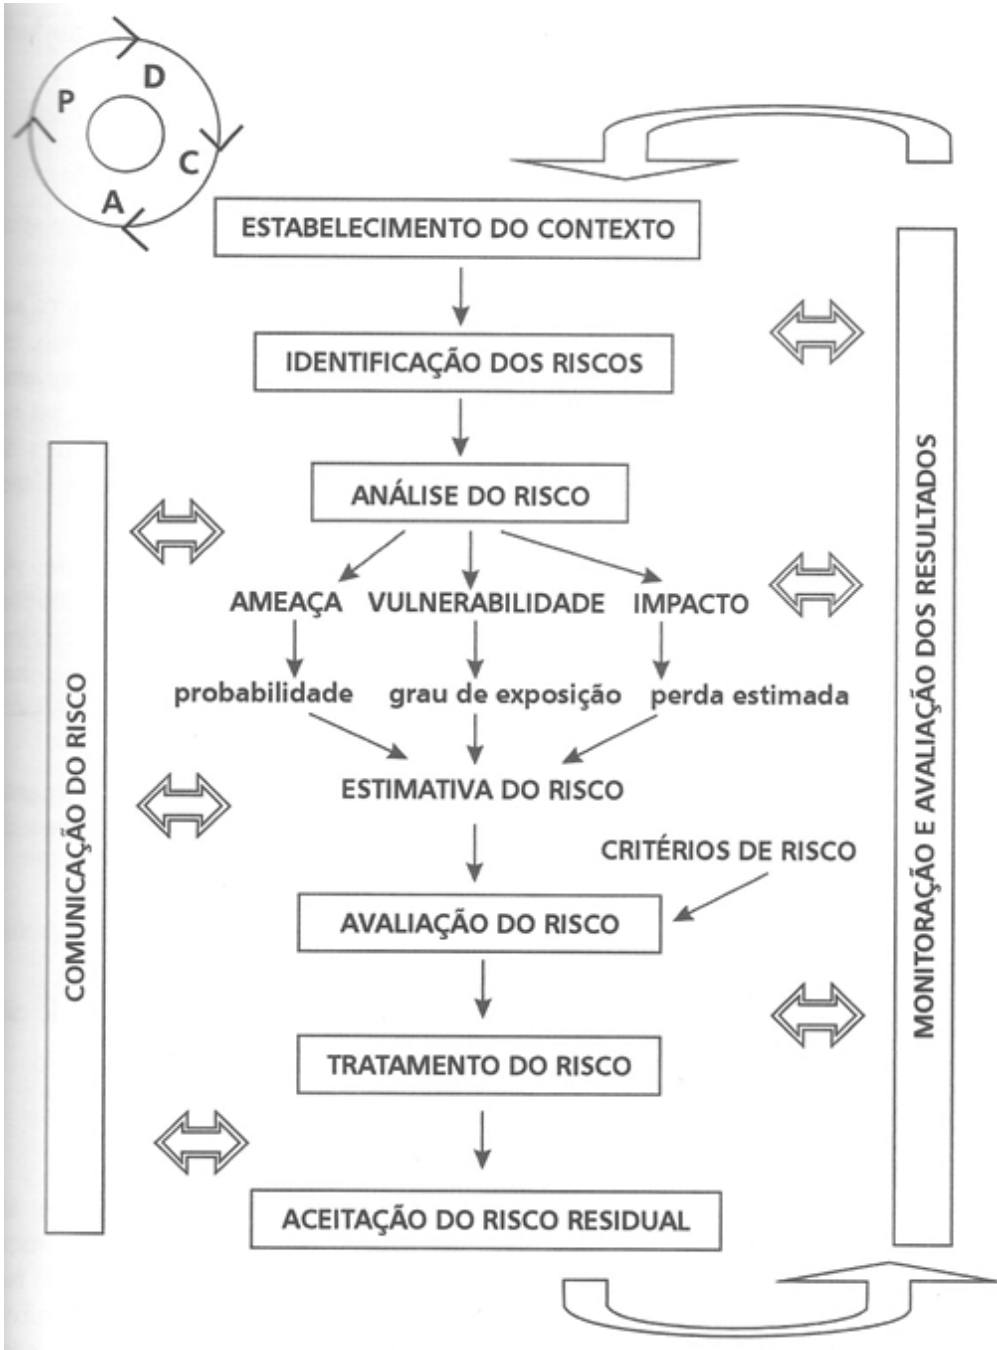 P
D
C
A
ESTABELECIMENTO DO CONTEXTO
IDENTIFICAÇÃO DOS RISCOS
ANÁLISE DO RISCO
AMEAÇA VULNERABILIDADE IMPACTO
probabilidade grau de exposição perda estimada
ESTIMATIVA DO RISCO
CRITÉRIOS DE RISCO
AVALIAÇÃO DO RISCO
TRATAMENTO DO RISCO
ACEITAÇÃO DO RISCO RESIDUAL
COMUNICAÇÃO DO RISCO
MONITORAÇÃO E AVALIAÇÃO DOS RESULTADOS